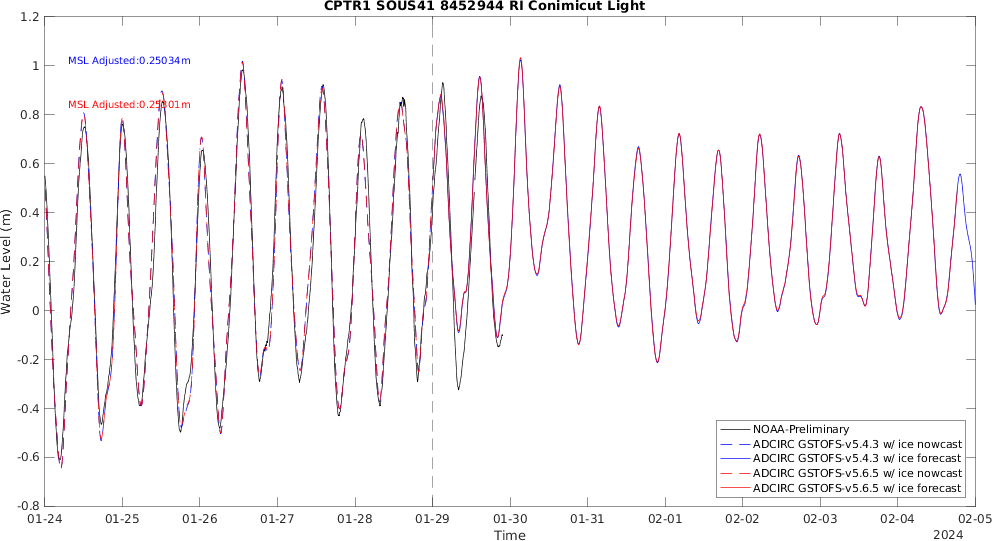 CPTR1 SOUS41 8452944 RI Conimicut Light
1.2
1
0.8
0.6
0.4
0.2
0
-0.2
-0.4
-0.6
-0.8
Water Level (m)
MSL Adjusted:0.25034m
MSL Adjusted:0.25301m
NOAA-Preliminary
ADCIRC GSTOFS-v5.4.3 w/ ice nowcast
ADCIRC GSTOFS-v5.4.3 w/ ice forecast
ADCIRC GSTOFS-v5.6.5 w/ ice nowcast
ADCIRC GSTOFS-v5.6.5 w/ ice forecast
01-24 01-25 01-26 01-27 01-28 01-29 01-30 01-31 02-01 02-02 02-03 02-04 02-05
Time
2024